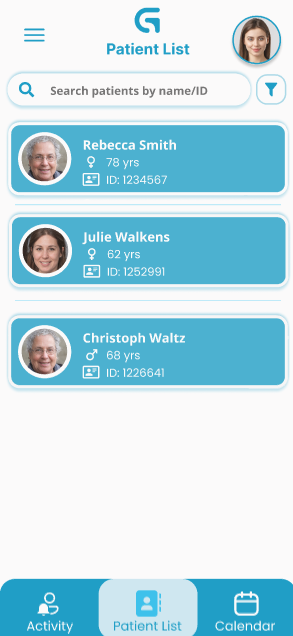 Patient List
Search patients by name/ID
Rebecca Smith
78 yrs
ID: 1234567
Julie Walkens
62 yrs
ID: 1252991
Christoph Waltz
68 yrs
ID: 1226641
Activity
Patient List
Calendar